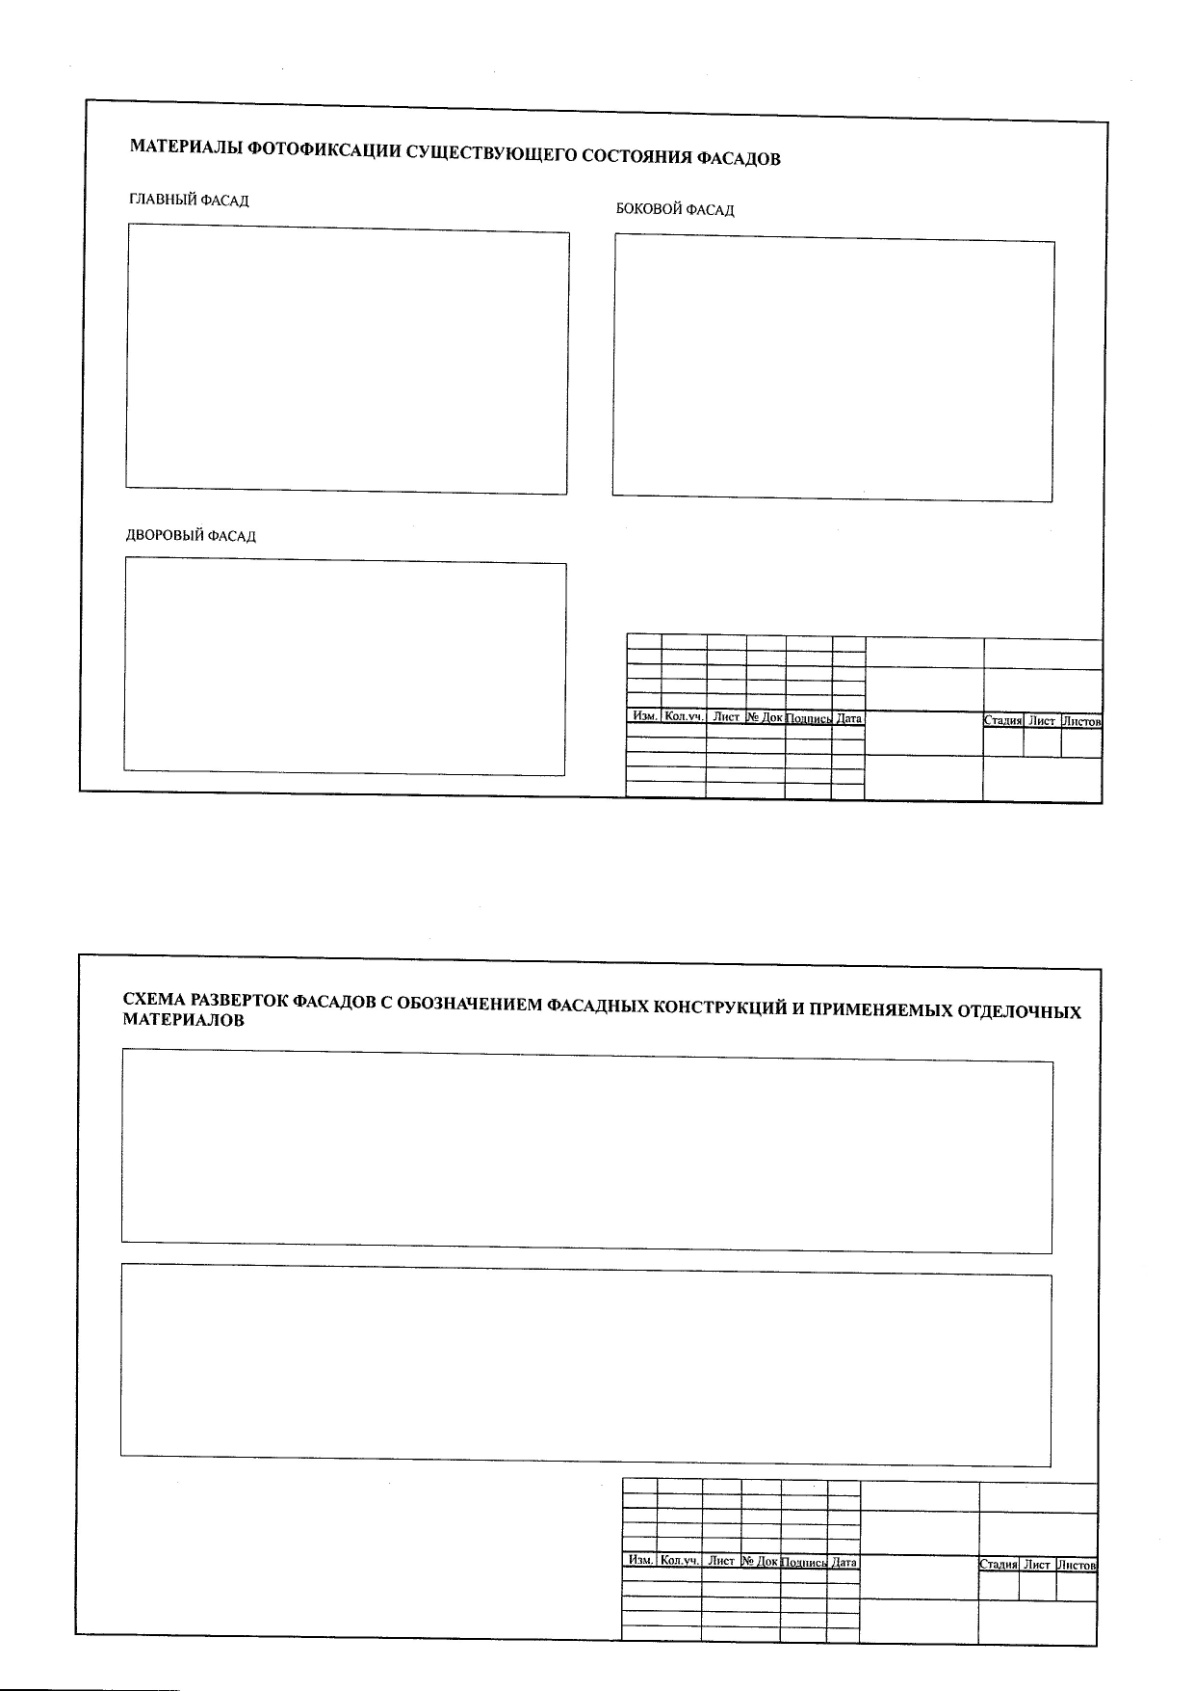 МАТЕРИАЛЫ ФОТОФИКСАЦИИ СУЩЕСТВУЮЩЕГО СОСТОЯНИЯ ФАСАДОВ
ГЛАВНЫЙ ФАСАД
БОКОВОЙ ФАСАД
ДВОРОВЫЙ ФАСАД
Изм. Кол.уч. Лист № Док Подпись Дата Стадия Лист Листов
СХЕМА РАЗВЕРТОК ФАСАДОВ С ОБОЗНАЧЕНИЕМ ФАСАДНЫХ КОНСТРУКЦИЙ И ПРИМЕНЯЕМЫХ ОТДЕЛОЧНЫХ
МАТЕРИАЛОВ
Изм. Кол.уч. Лист № Док Подпись Дата Стадия Лист Листов